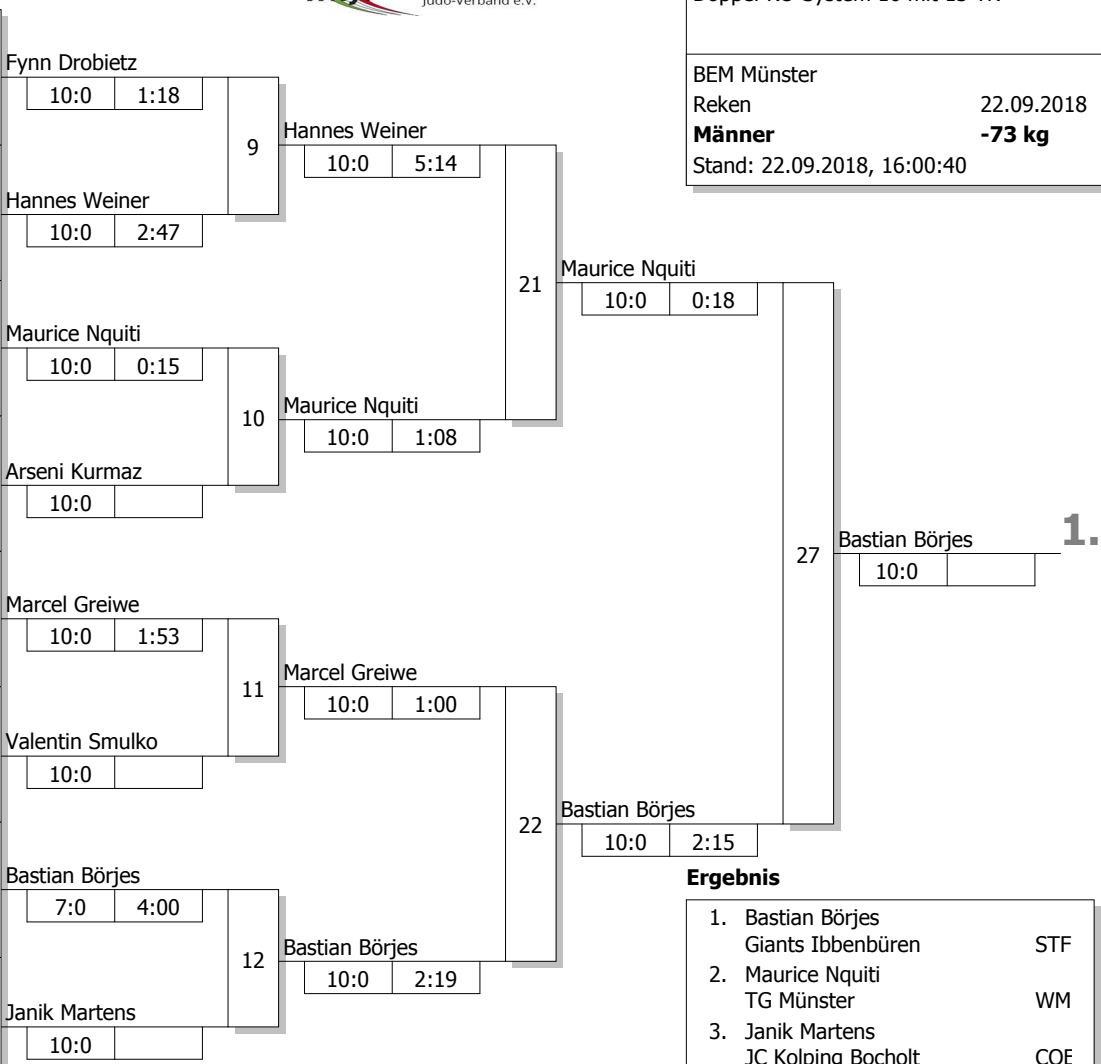 Judo-Verband e.V.
Doppel-KO-System 16 mit 13 TN
BEM Münster
Reken 22.09.2018
Männer -73 kg
Stand: 22.09.2018, 16:00:40
Fynn Drobietz
10:0 1:18
9
Hannes Weiner
10:0 5:14
Hannes Weiner
10:0 2:47
21
Maurice Nquiti
10:0 0:18
Maurice Nquiti
10:0 0:15
10
Maurice Nquiti
10:0 1:08
Arseni Kurmaz
10:0
27
Bastian Börjes
1.
10:0
Marcel Greiwe
10:0 1:53
11
Marcel Greiwe
10:0 1:00
Valentin Smulko
10:0
22
Bastian Börjes
10:0 2:15
Bastian Börjes
7:0 4:00
12
Bastian Börjes
10:0 2:19
Janik Martens
10:0
Ergebnis
1. Bastian Börjes
Giants Ibbenbüren STF
2. Maurice Nquiti
TG Münster WM
3. Janik Martens
JC Kolping Bocholt COE